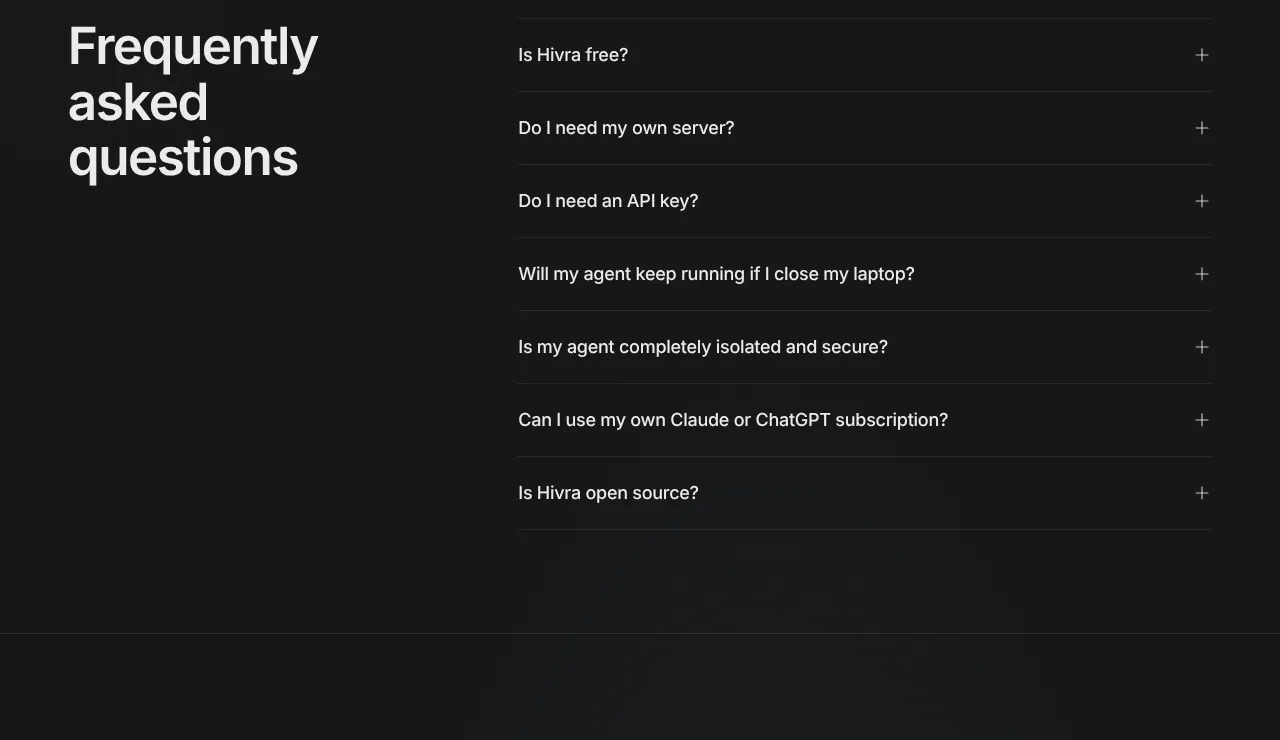 Frequently
asked
questions
Is Hivra free?
Do I need my own server?
Do I need an API key?
Will my agent keep running if I close my laptop?
Is my agent completely isolated and secure?
Can I use my own Claude or ChatGPT subscription?
Is Hivra open source?